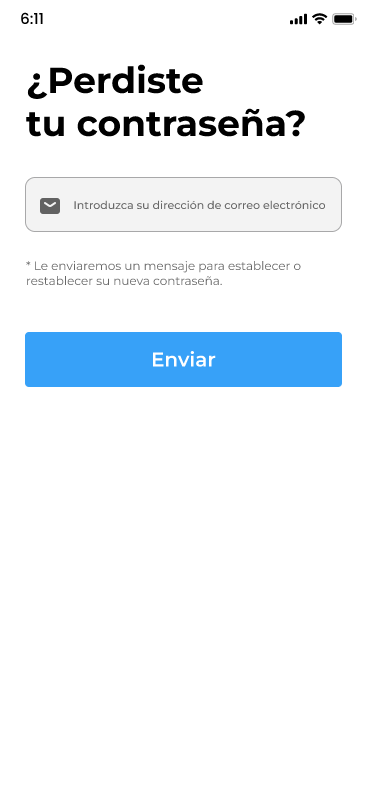 6:11
¿Perdiste
tu contraseña?
Introduzca su dirección de correo electrónico
* Le enviaremos un mensaje para establecer o
restablecer su nueva contraseña.
Enviar